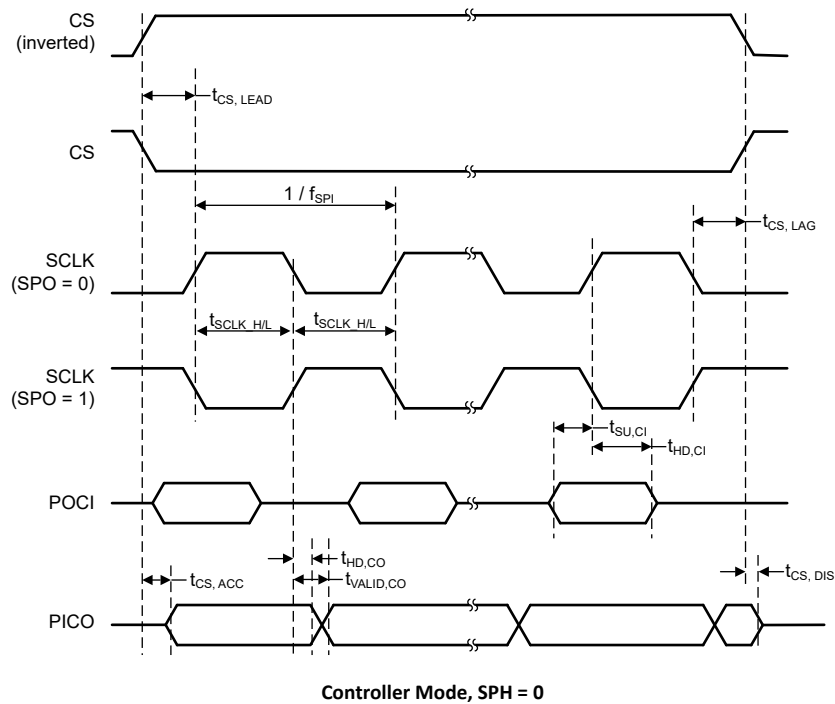 CS
(inverted)
tCS, LEAD
CS
1 / fSPI
tCS, LAG
SCLK
(SPO = 0)
tSCLK_H/L
tSCLK_H/L
SCLK
(SPO = 1)
tSU,CI
tHD,CI
POCI
tHD,CO
tVALID,CO
tCS, ACC
tCS, DIS
PICO
Controller Mode, SPH = 0